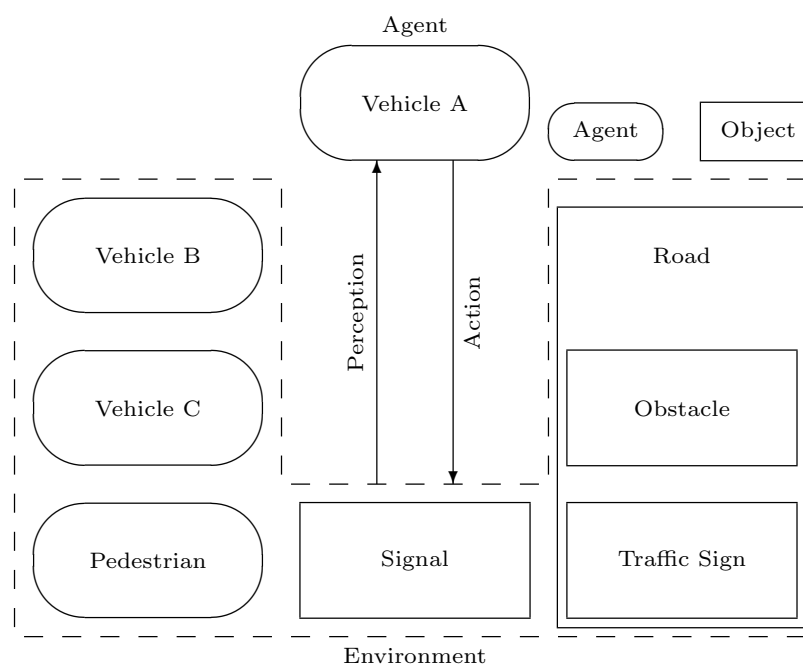 Agent
Vehicle A
Agent
Object
Vehicle B
Road
Perception
Action
Vehicle C
Obstacle
Pedestrian
Signal
Traffic Sign
Environment